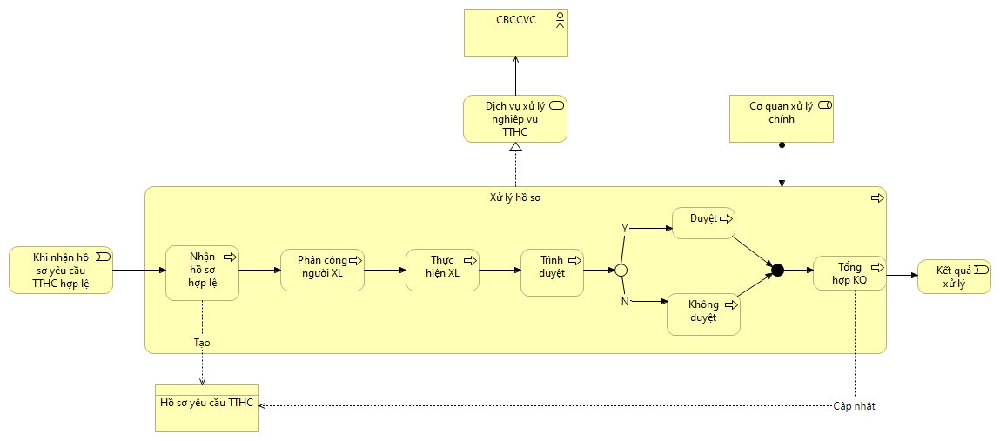 CBCCVC
Dịch vụ xử lý
nghiệp vụ
TTHC
Cơ quan xử lý
chính
Xử lý hồ sơ
Khi nhận hồ
sơ yêu cầu
TTHC hợp lệ
Nhận
hồ sơ
hợp lệ
Phân công
người XL
Thực
hiện XL
Trình
duyệt
Y
N
Duyệt
Không
duyệt
Tổng
hợp KQ
Kết quả
xử lý
Tạo
Hồ sơ yêu cầu TTHC
Cập nhật